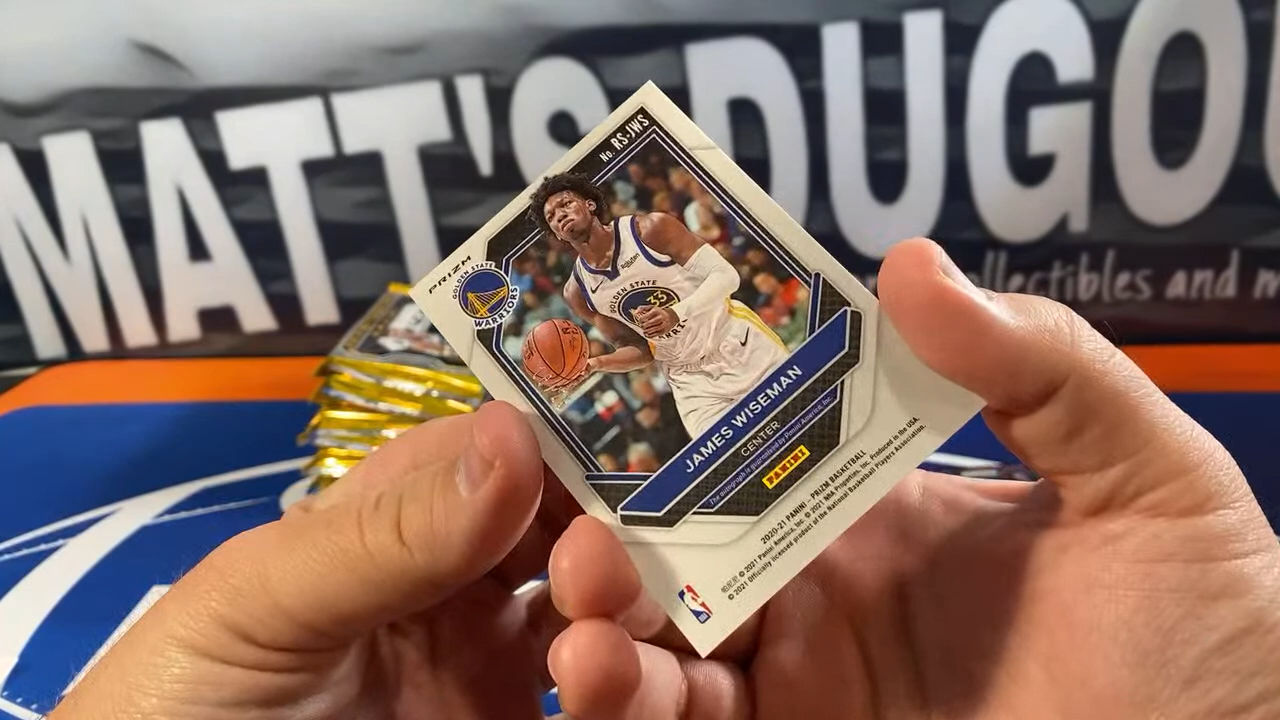 MATT'S DUGOU
collectibles and m
No. RS-JWS
PRIZM
GOLDEN STATE
WARRIORS
Rakuten
GOLDEN STATE
33
JAMES WISEMAN
CENTER
The autograph is guaranteed by Panini America, Inc.
PANINI
2020-21 PANINI – PRIZM BASKETBALL
© 2021 Panini America, Inc. © 2021 NBA Properties, Inc. Produced in the USA.
© 2021 Officially licensed product of the National Basketball Players Association.